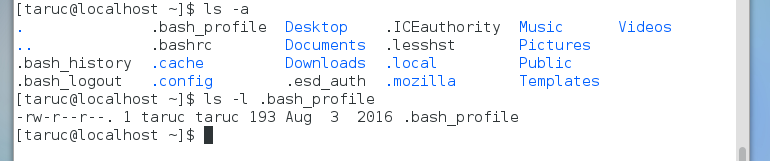 [taruc@localhost ~]$ ls -a
. .bash_profile Desktop .ICEauthority Music Videos
.. .bashrc Documents .lesshst Pictures
.bash_history .cache Downloads .local Public
.bash_logout .config .esd_auth .mozilla Templates
[taruc@localhost ~]$ ls -l .bash_profile
-rw-r--r--. 1 taruc taruc 193 Aug  3  2016 .bash_profile
[taruc@localhost ~]$